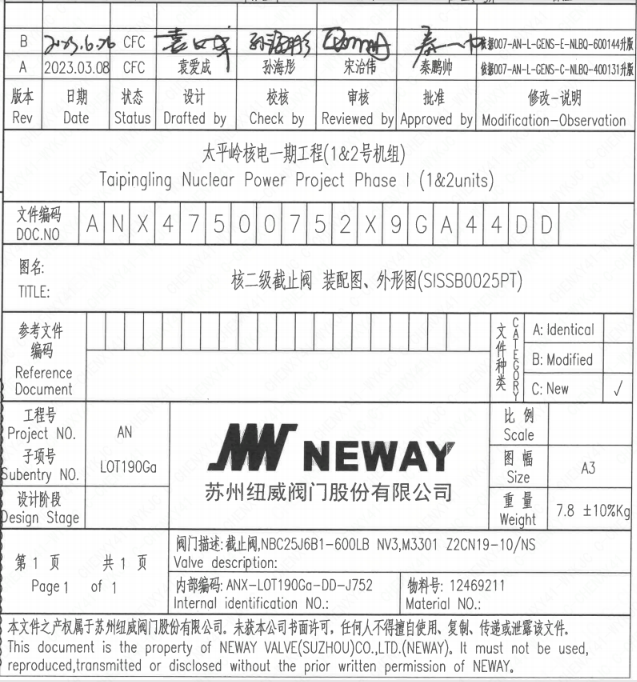 B 2023.6.26 CFC 依据007-AN-L-GENS-E-NLBQ-600144升版
A 2023.03.08 CFC 袁爱成 孙海彤 宋治伟 秦鹏帅 依据007-AN-L-GENS-C-NLBQ-400131升版
版本 日期 状态 设计 校核 审核 批准 修改-说明
Rev Date Status Drafted by Check by Reviewed by Approved by Modification-Observation
太平岭核电一期工程(1&2号机组)
Taipingling Nuclear Power Project Phase I (1&2units)
文件编码 DOC.NO A N X 4 7 5 0 0 7 5 2 X 9 G A 4 4 D D
图名:
TITLE:
核二级截止阀 装配图、外形图(SISSB0025PT)
参考文件
编码
Reference
Document
文件种类 CATEGORY
A: Identical
B: Modified
C: New √
工程号
Project NO. AN
子项号
Subentry NO. LOT190Ga
设计阶段
Design Stage
NEWAY
苏州纽威阀门股份有限公司
比 例
Scale
图 幅
Size A3
重 量
Weight 7.8 ±10%Kg
第 1 页 共 1 页
Page 1 of 1
阀门描述: 截止阀,NBC25J6B1-600LB NV3,M3301 Z2CN19-10/NS
Valve description:
内部编码: ANX-LOT190Ga-DD-J752
Internal identification NO.:
物料号: 12469211
Material NO.:
本文件之产权属于苏州纽威阀门股份有限公司. 未获本公司书面许可, 任何人不得擅自使用、复制、传递或泄露该文件.
This document is the property of NEWAY VALVE(SUZHOU)CO.,LTD.(NEWAY). It must not be used,
reproduced,transmitted or disclosed without the prior written permission of NEWAY.